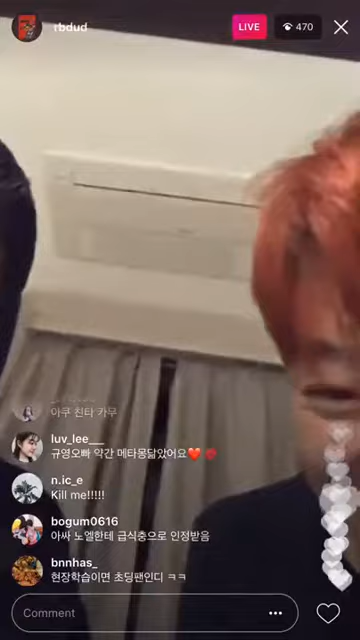 rbdud
LIVE
470
아쿠 친타 카무
luv_lee___
규영오빠 약간 메타몽닮았어요❤️🌹
n.ic_e
Kill me!!!!!
bogum0616
아싸 노엘한테 급식충으로 인정받음
bnnhas_
현장학습이면 초딩팬인디 ㅋㅋ
Comment